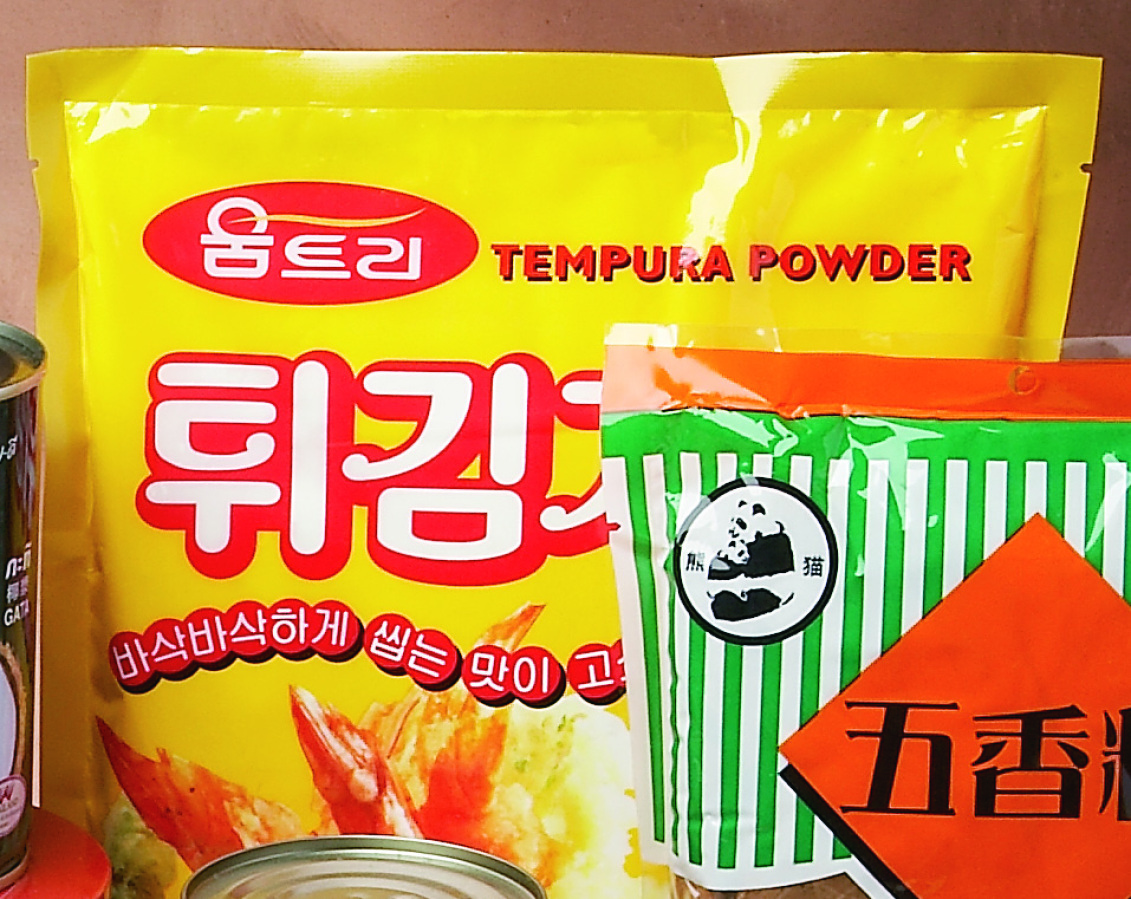 움트리
TEMPURA POWDER
튀김
바삭바삭하게 씹는 맛이 고
熊猫
五香
GATA